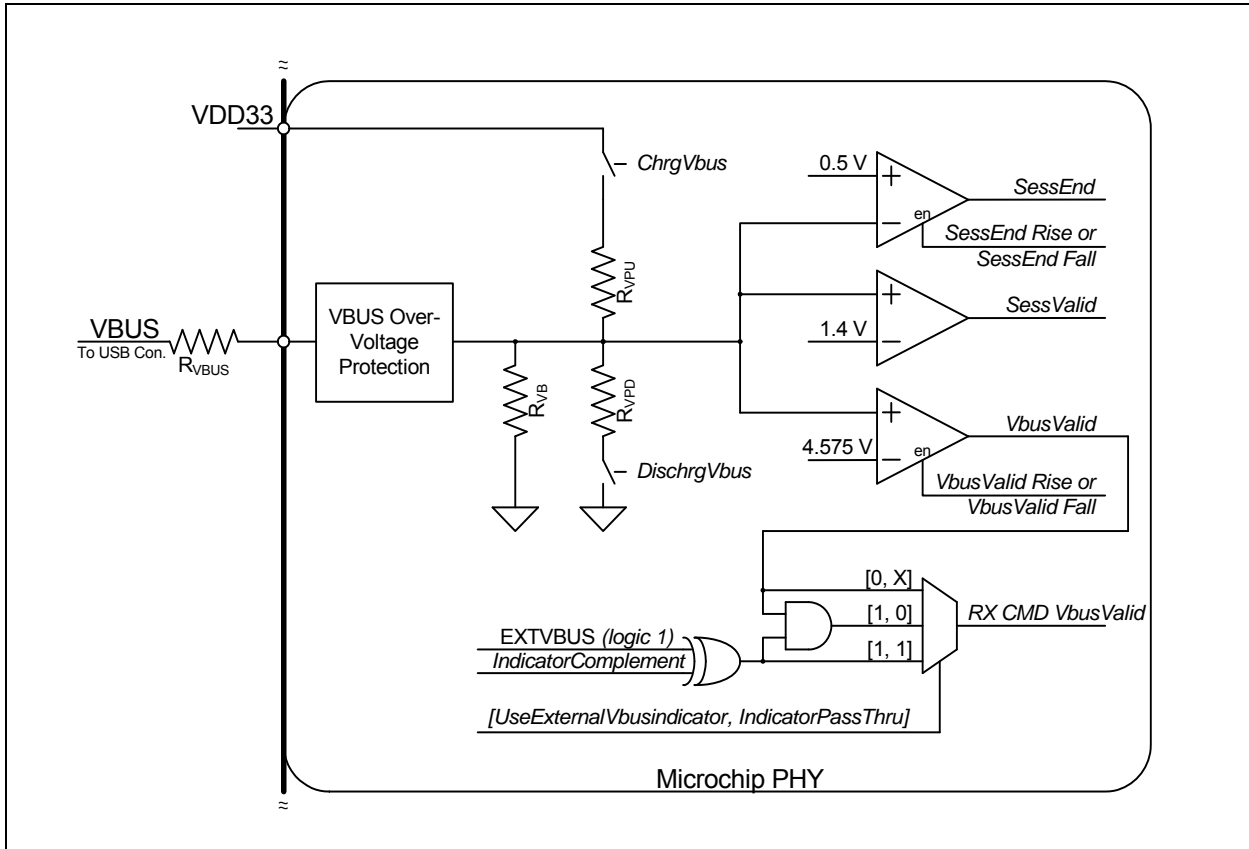 ≈
VDD33
ChrgVbus
0.5 V
+
−
en
SessEnd
SessEnd Rise or
SessEnd Fall
RVPU
VBUS
To USB Con.
RVBUS
VBUS Over-
Voltage
Protection
+
1.4 V
−
SessValid
RVB
RVPD
DischrgVbus
+
4.575 V
−
en
VbusValid
VbusValid Rise or
VbusValid Fall
[0, X]
[1, 0]
[1, 1]
RX CMD VbusValid
EXTVBUS (logic 1)
IndicatorComplement
[UseExternalVbusindicator, IndicatorPassThru]
Microchip PHY
≈